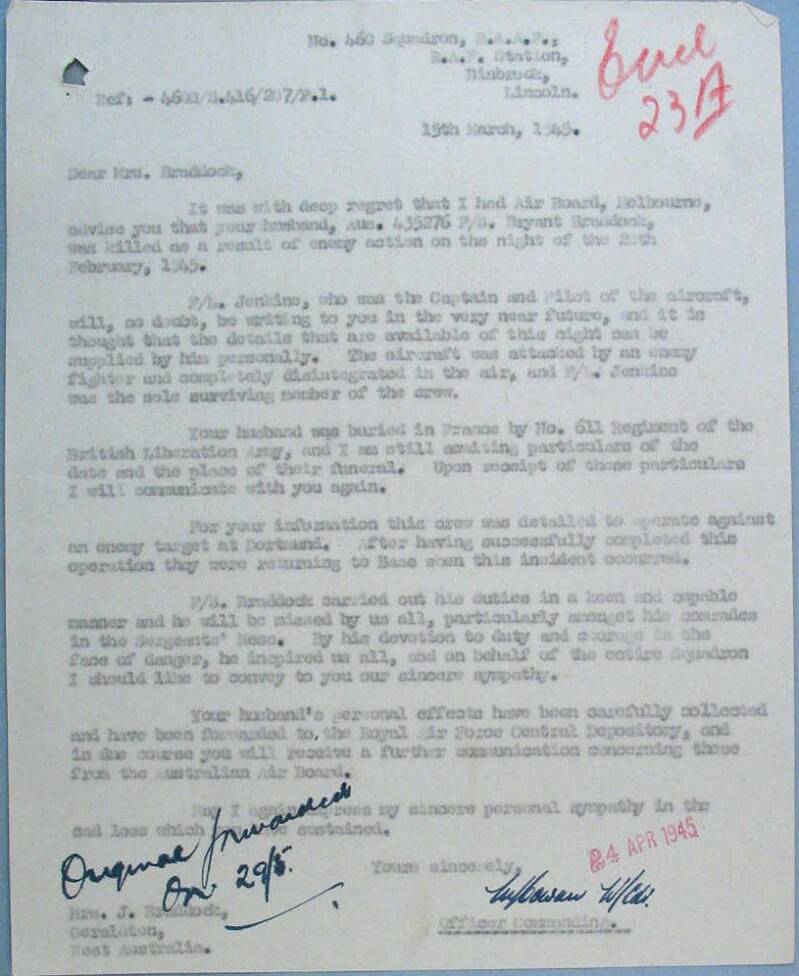 No. 460 Squadron, R.A.A.F.,
R.A.F. Station,
Binbrook,
Lincoln.
Encl
23A
Ref: - 460S/S.416/207/P.1.
15th March, 1945.
Dear Mrs. Braddock,
It was with deep regret that I had Air Board, Melbourne,
advise you that your husband, Aus. 435276 F/S. Bryant Braddock,
was killed as a result of enemy action on the night of the 20th
February, 1945.
F/L. Jenkins, who was the Captain and Pilot of the aircraft,
will, no doubt, be writing to you in the very near future, and it is
thought that the details that are available of this night can be
supplied by him personally. The aircraft was attacked by an enemy
fighter and completely disintegrated in the air, and F/L. Jenkins
was the sole surviving member of the crew.
Your husband was buried in France by No. 611 Regiment of the
British Liberation Army, and I am still awaiting particulars of the
date and the place of their funeral. Upon receipt of these particulars
I will communicate with you again.
For your information this crew was detailed to operate against
an enemy target at Dortmund. After having successfully completed this
operation they were returning to Base when this incident occurred.
F/S. Braddock carried out his duties in a keen and capable
manner and he will be missed by us all, particularly amongst his comrades
in the Sergeants' Mess. By his devotion to duty and courage in the
face of danger, he inspired us all, and on behalf of the entire Squadron
I should like to convey to you our sincere sympathy.
Your husband's personal effects have been carefully collected
and have been forwarded to, the Royal Air Force Central Depository, and
in due course you will receive a further communication concerning these
from the Australian Air Board.
May I again express my sincere personal sympathy in the
sad loss which sustained.
Original forwarded
on 29/5.
Yours sincerely,
24 APR 1945
W/Cdr.
Officer Commanding.
Mrs. J. Braddock,
Geraldton,
West Australia.